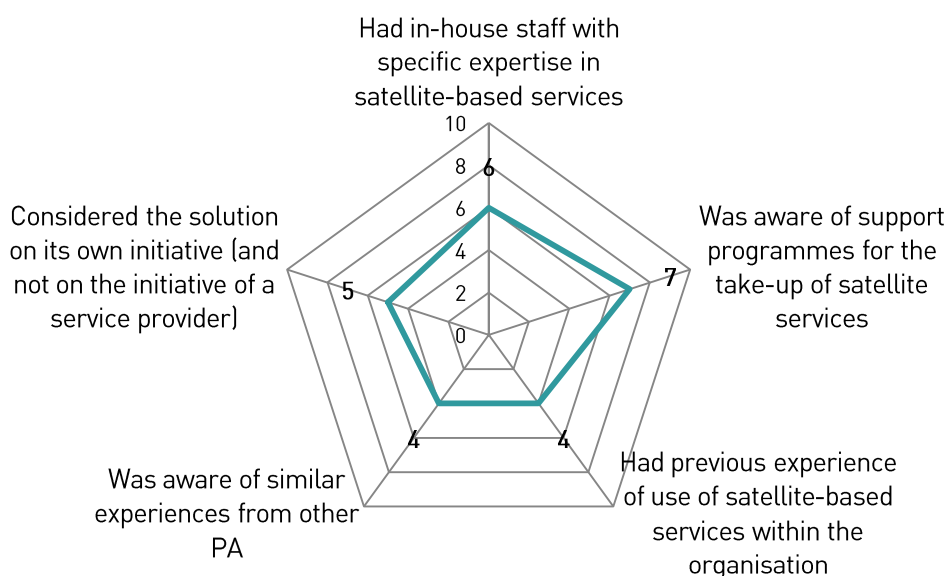 Had in-house staff with
specific expertise in
satellite-based services
10
8
6
6
4
2
0
Was aware of support
programmes for the
take-up of satellite
services
7
Had previous experience
of use of satellite-based
services within the
organisation
4
Was aware of similar
experiences from other
PA
4
Considered the solution
on its own initiative (and
not on the initiative of a
service provider)
5